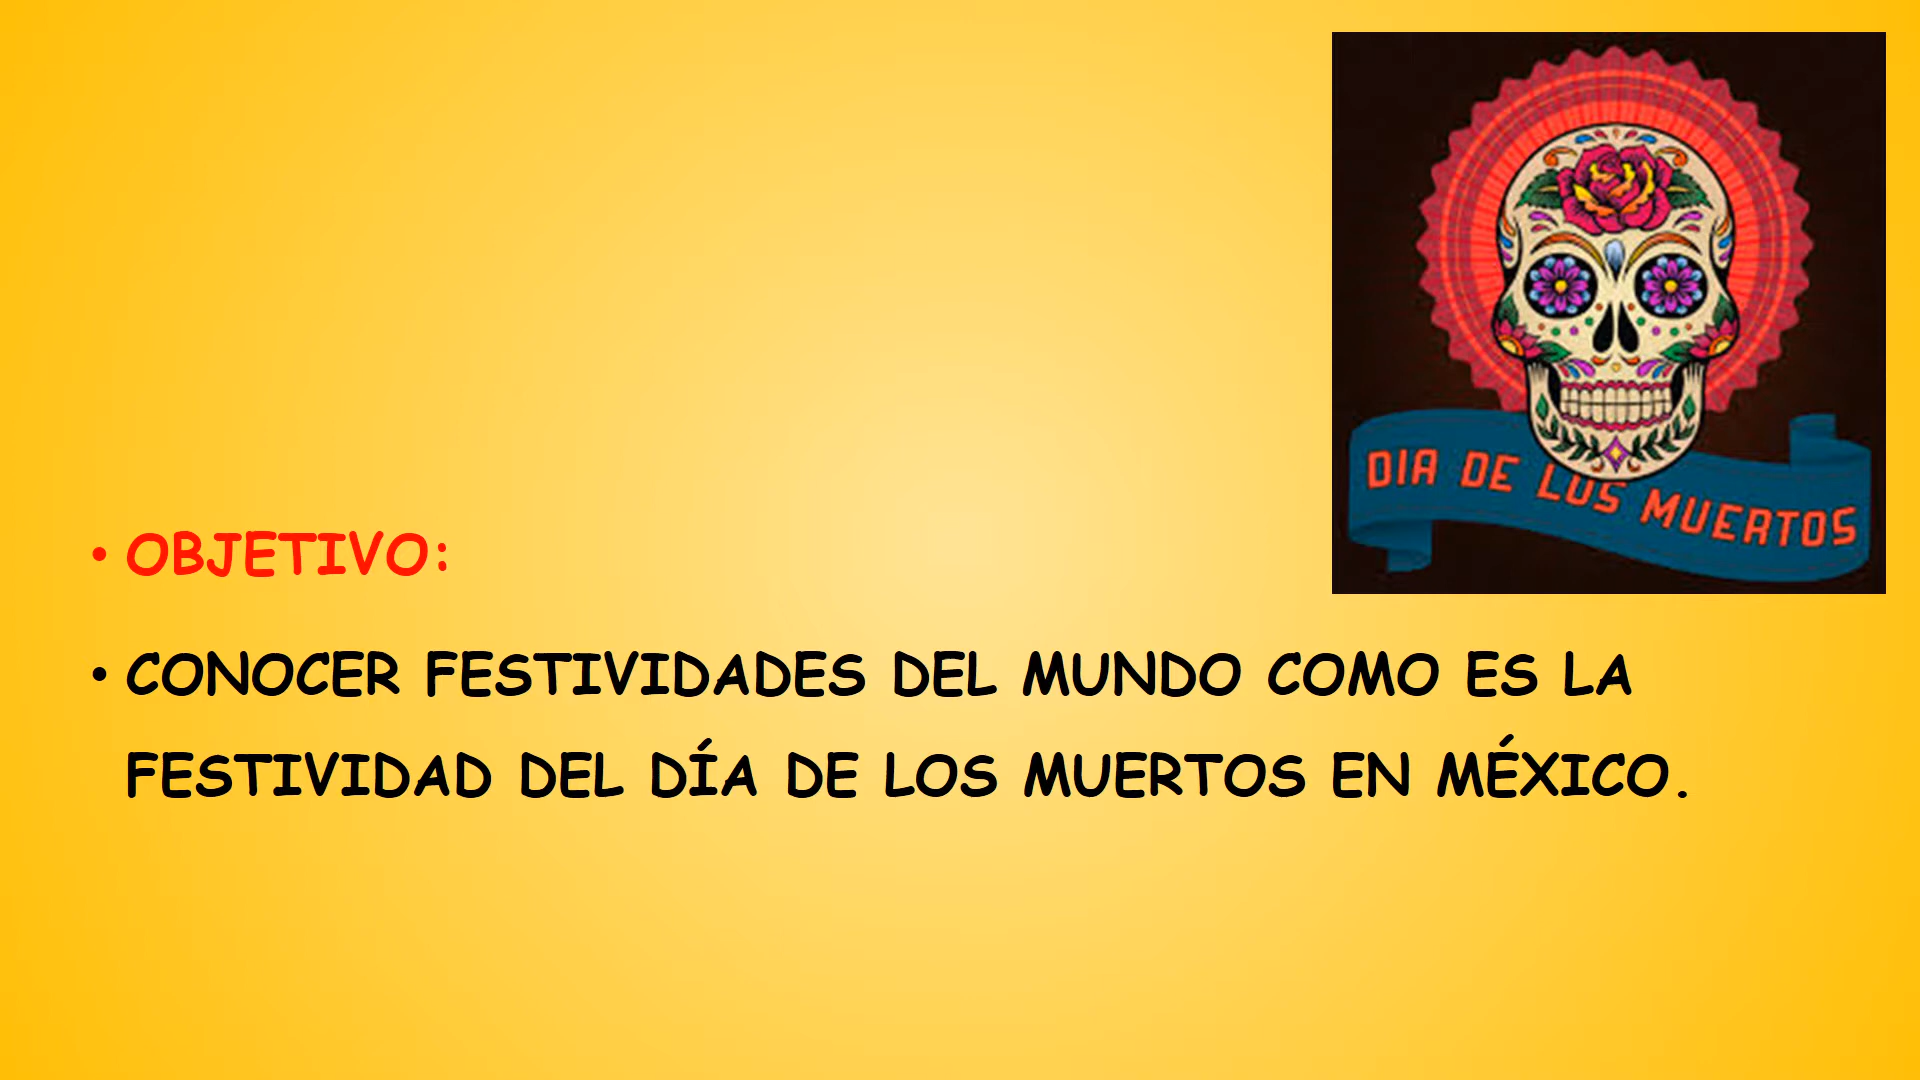 DIA DE LOS MUERTOS
• OBJETIVO:
• CONOCER FESTIVIDADES DEL MUNDO COMO ES LA
FESTIVIDAD DEL DÍA DE LOS MUERTOS EN MÉXICO.